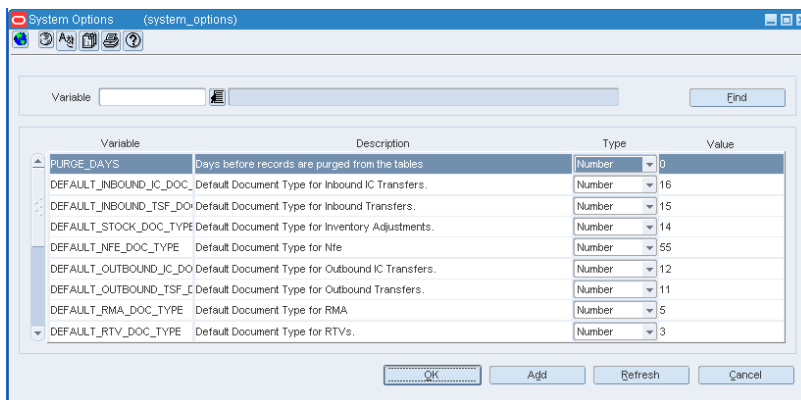 System Options (system_options)
Variable
Find
Variable Description Type Value
PURGE_DAYS Days before records are purged from the tables Number 0
DEFAULT_INBOUND_IC_DOC_ Default Document Type for Inbound IC Transfers. Number 16
DEFAULT_INBOUND_TSF_DO Default Document Type for Inbound Transfers. Number 15
DEFAULT_STOCK_DOC_TYPE Default Document Type for Inventory Adjustments. Number 14
DEFAULT_NFE_DOC_TYPE Default Document Type for Nfe Number 55
DEFAULT_OUTBOUND_IC_DO Default Document Type for Outbound IC Transfers. Number 12
DEFAULT_OUTBOUND_TSF_D Default Document Type for Outbound Transfers. Number 11
DEFAULT_RMA_DOC_TYPE Default Document Type for RMA Number 5
DEFAULT_RTV_DOC_TYPE Default Document Type for RTVs. Number 3
OK Add Refresh Cancel